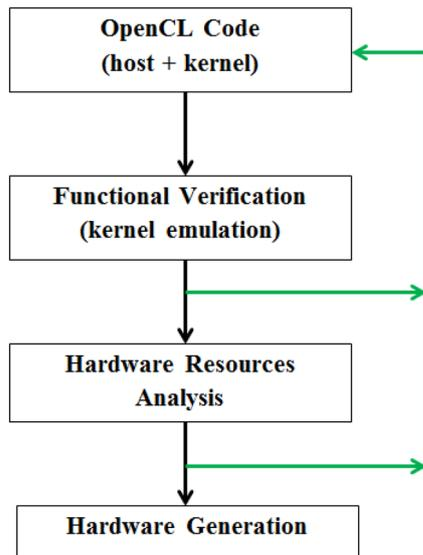 OpenCL Code
(host + kernel)
Functional Verification
(kernel emulation)
Hardware Resources
Analysis
Hardware Generation